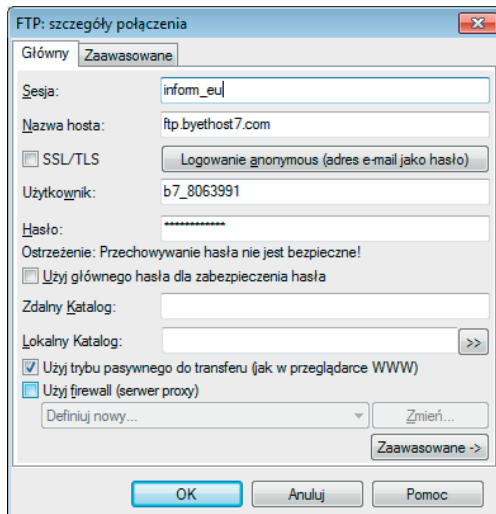 FTP: szczegóły połączenia
Główny Zaawasowane
Sesja: inform_eu
Nazwa hosta: ftp.byethost7.com
SSL/TLS Logowanie anonymous (adres e-mail jako hasło)
Użytkownik: b7_8063991
Hasło: ************
Ostrzeżenie: Przechowywanie hasła nie jest bezpieczne!
Użyj głównego hasła dla zabezpieczenia hasła
Zdalny Katalog:
Lokalny Katalog: >>
Użyj trybu pasywnego do transferu (jak w przeglądarce WWW)
Użyj firewall (serwer proxy)
Definiuj nowy... Zmień...
Zaawasowane ->
OK Anuluj Pomoc